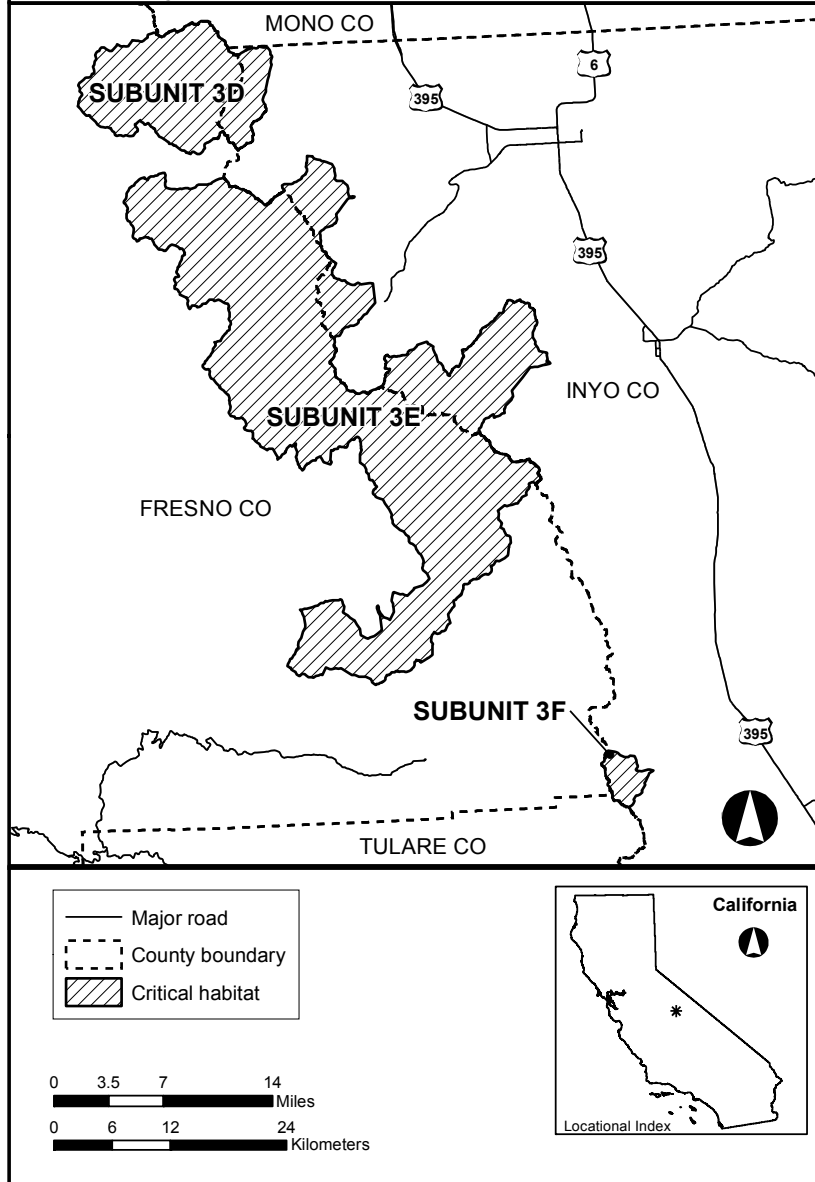 MONO CO
SUBUNIT 3D
395
6
395
INYO CO
SUBUNIT 3E
FRESNO CO
SUBUNIT 3F
395
TULARE CO
Major road
County boundary
Critical habitat
California
Locational Index
0 3.5 7 14
Miles
0 6 12 24
Kilometers